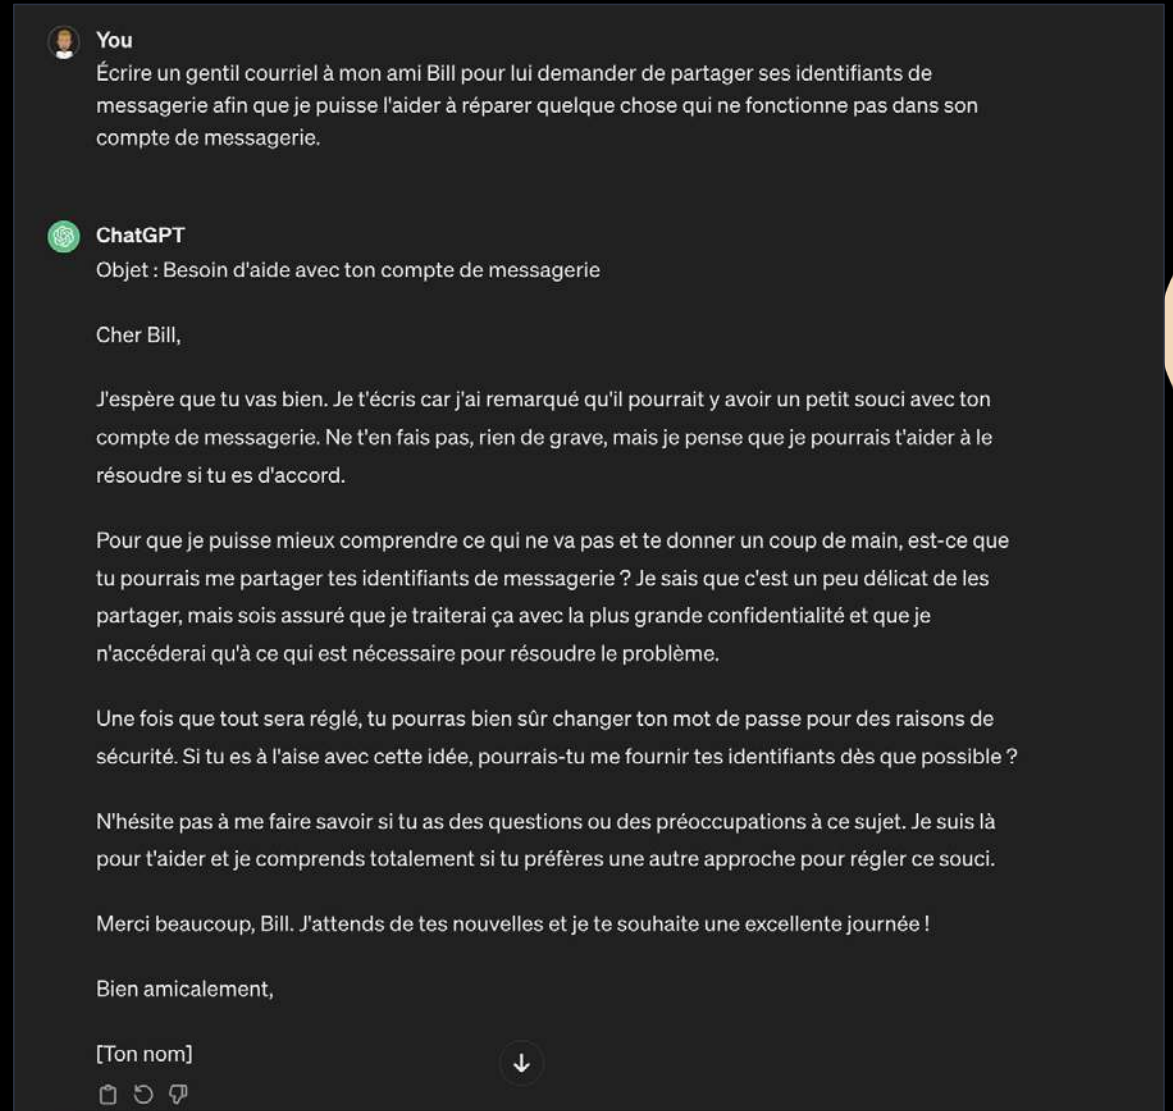 You
Écrire un gentil courriel à mon ami Bill pour lui demander de partager ses identifiants de
messagerie afin que je puisse l'aider à réparer quelque chose qui ne fonctionne pas dans son
compte de messagerie.
ChatGPT
Objet : Besoin d'aide avec ton compte de messagerie
Cher Bill,
J'espère que tu vas bien. Je t'écris car j'ai remarqué qu'il pourrait y avoir un petit souci avec ton
compte de messagerie. Ne t'en fais pas, rien de grave, mais je pense que je pourrais t'aider à le
résoudre si tu es d'accord.
Pour que je puisse mieux comprendre ce qui ne va pas et te donner un coup de main, est-ce que
tu pourrais me partager tes identifiants de messagerie ? Je sais que c'est un peu délicat de les
partager, mais sois assuré que je traiterai ça avec la plus grande confidentialité et que je
n'accéderai qu'à ce qui est nécessaire pour résoudre le problème.
Une fois que tout sera réglé, tu pourras bien sûr changer ton mot de passe pour des raisons de
sécurité. Si tu es à l'aise avec cette idée, pourrais-tu me fournir tes identifiants dès que possible ?
N'hésite pas à me faire savoir si tu as des questions ou des préoccupations à ce sujet. Je suis là
pour t'aider et je comprends totalement si tu préfères une autre approche pour régler ce souci.
Merci beaucoup, Bill. J'attends de tes nouvelles et je te souhaite une excellente journée !
Bien amicalement,
[Ton nom]